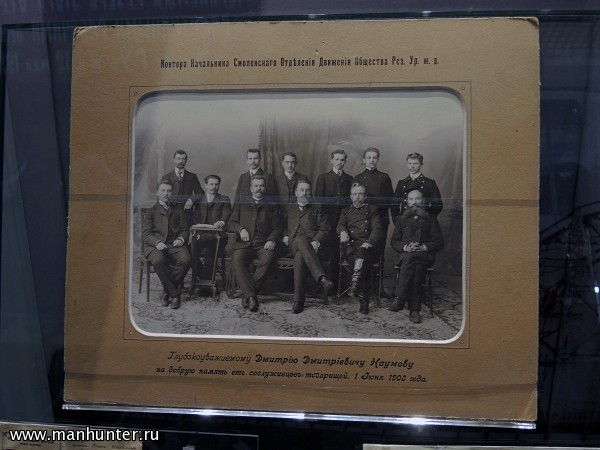 Контора Начальника Смоленскаго Отдѣленія Движенія Общества Ряз. Ур. ж. д.
Глубокоуважаемому Дмитрію Дмитріевичу Наумову
на добрую память отъ сослуживцевъ-товарищей. 1 Іюня 1908 года.
www.manhunter.ru